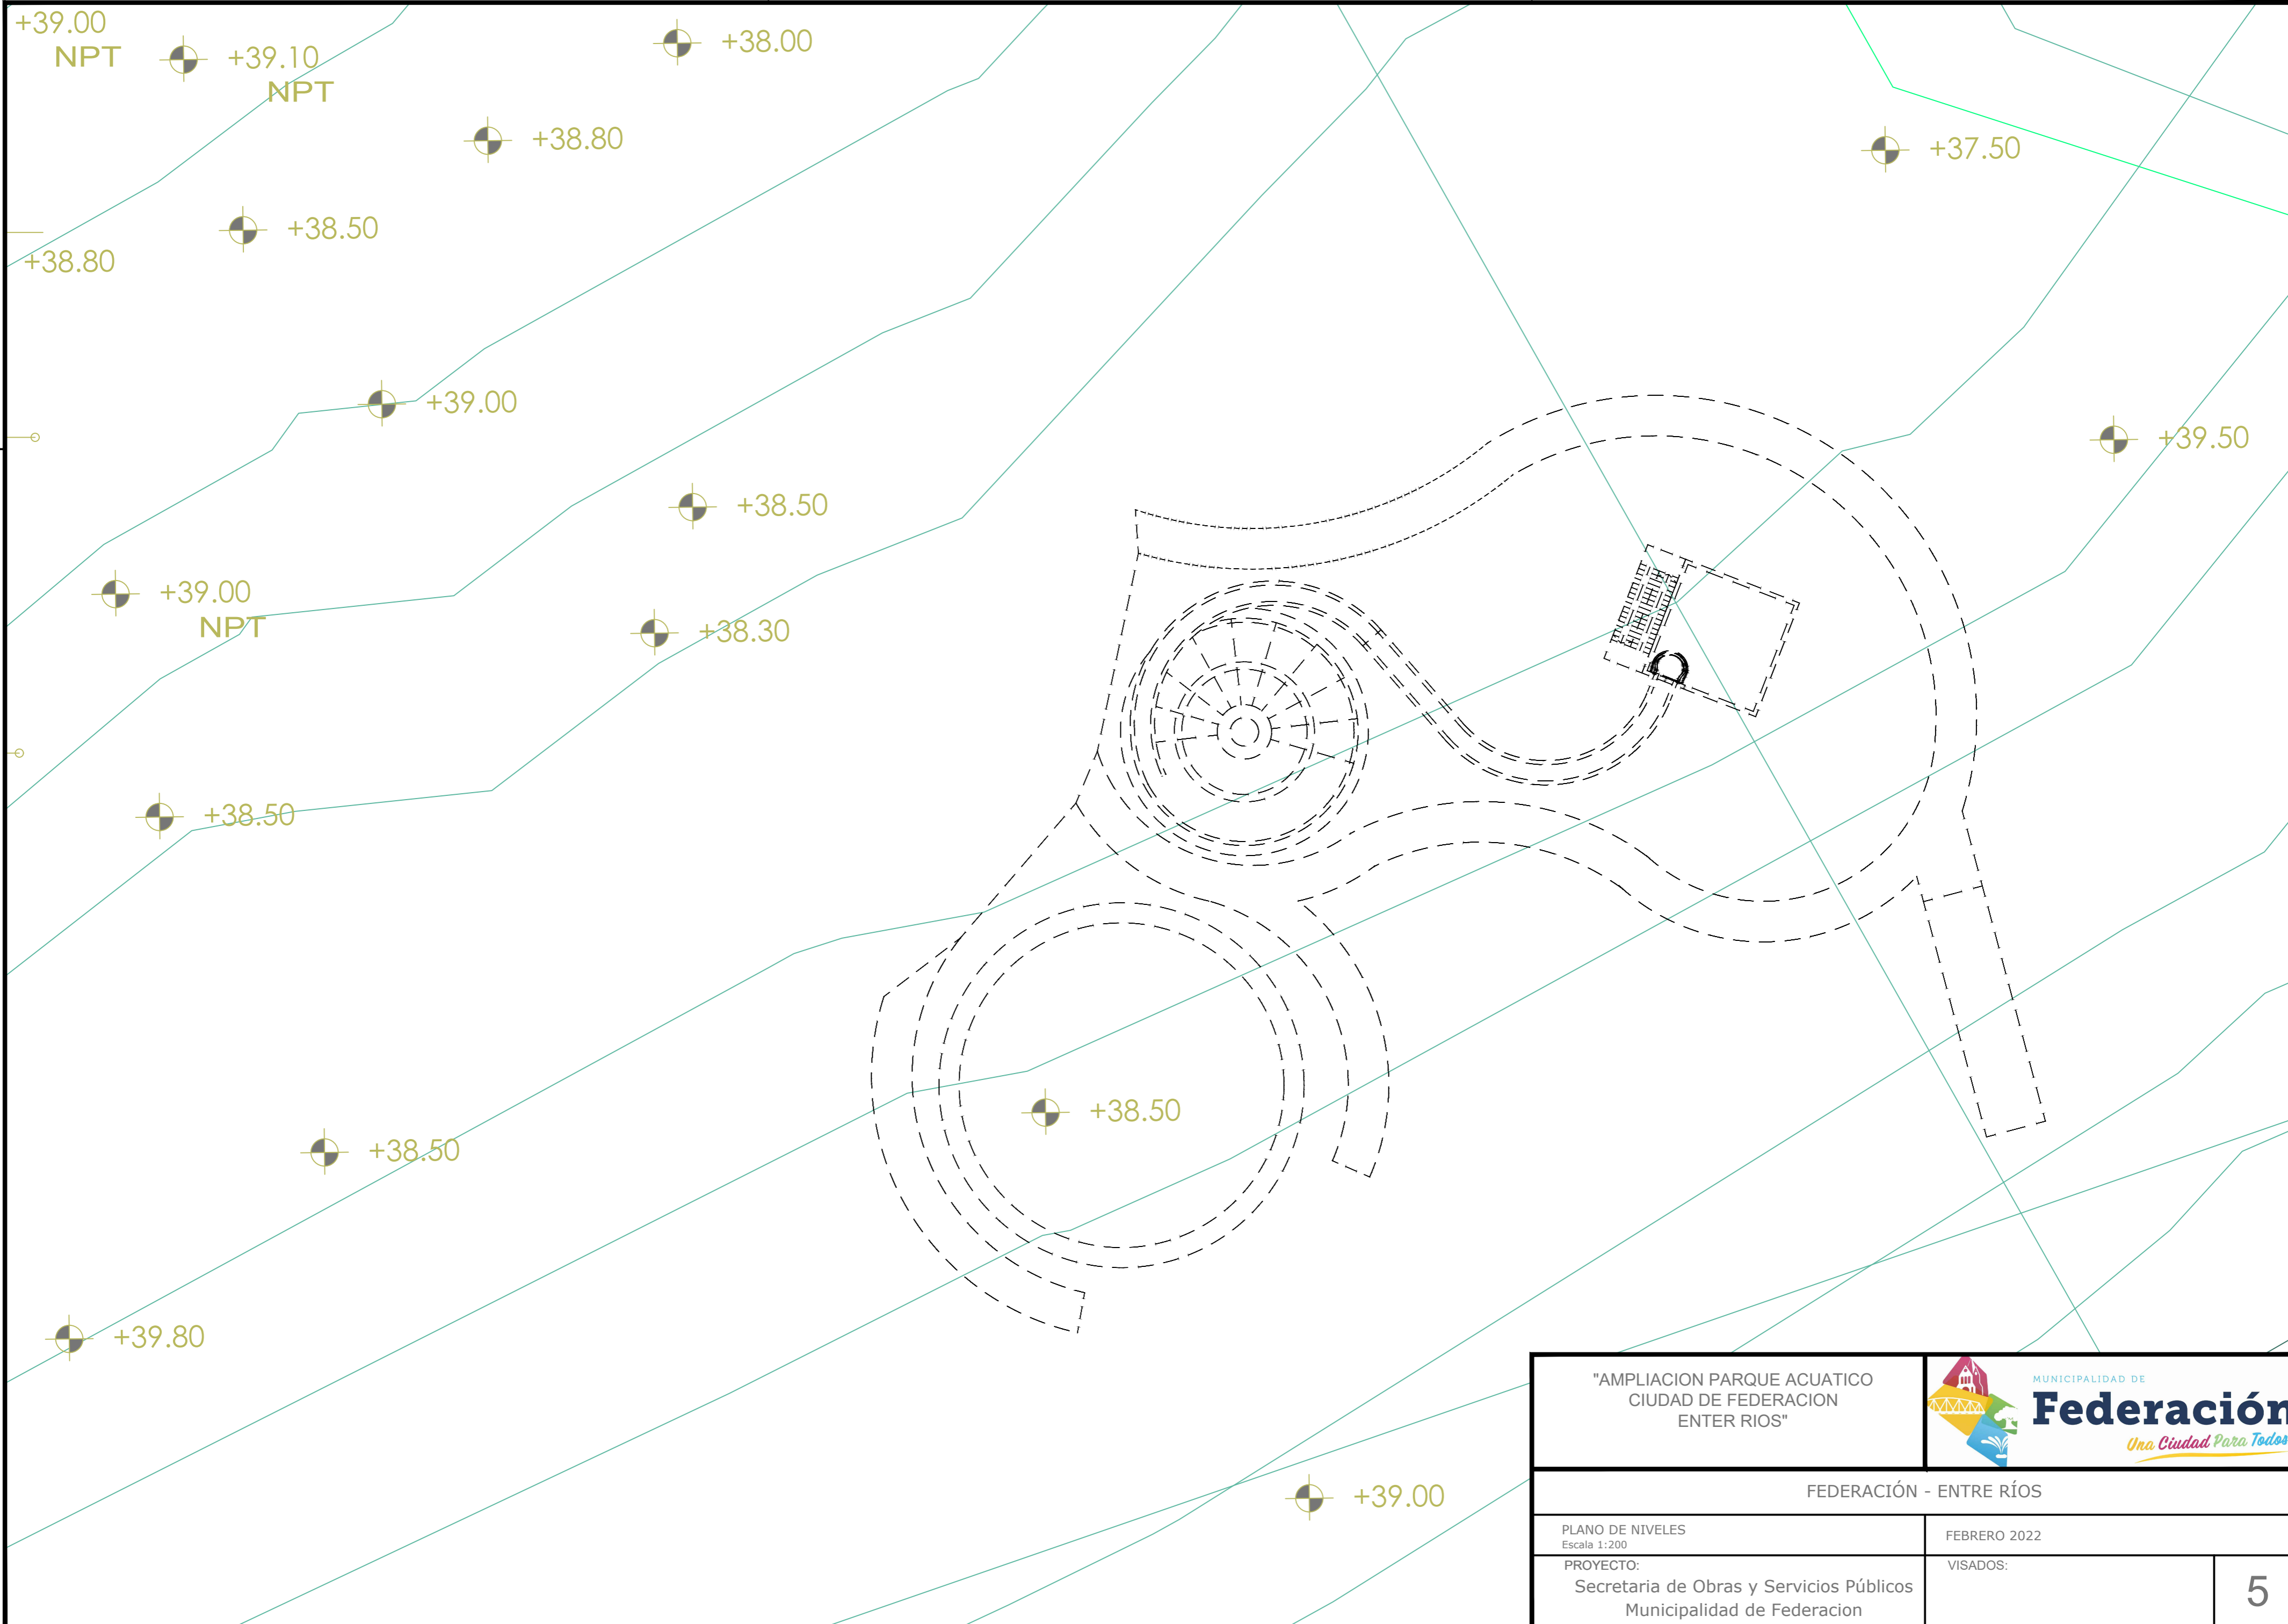 +39.00
NPT
+39.10
NPT
+38.00
+38.80
+37.50
+38.50
+38.80
+39.00
+39.50
+38.50
+39.00
NPT
+38.30
+38.50
+38.50
+38.50
+39.80
+39.00
"AMPLIACION PARQUE ACUATICO
CIUDAD DE FEDERACION
ENTER RIOS"
MUNICIPALIDAD DE
Federación
Una Ciudad Para Todos
FEDERACIÓN - ENTRE RÍOS
PLANO DE NIVELES
Escala 1:200
FEBRERO 2022
PROYECTO:
Secretaria de Obras y Servicios Públicos
Municipalidad de Federacion
VISADOS:
5